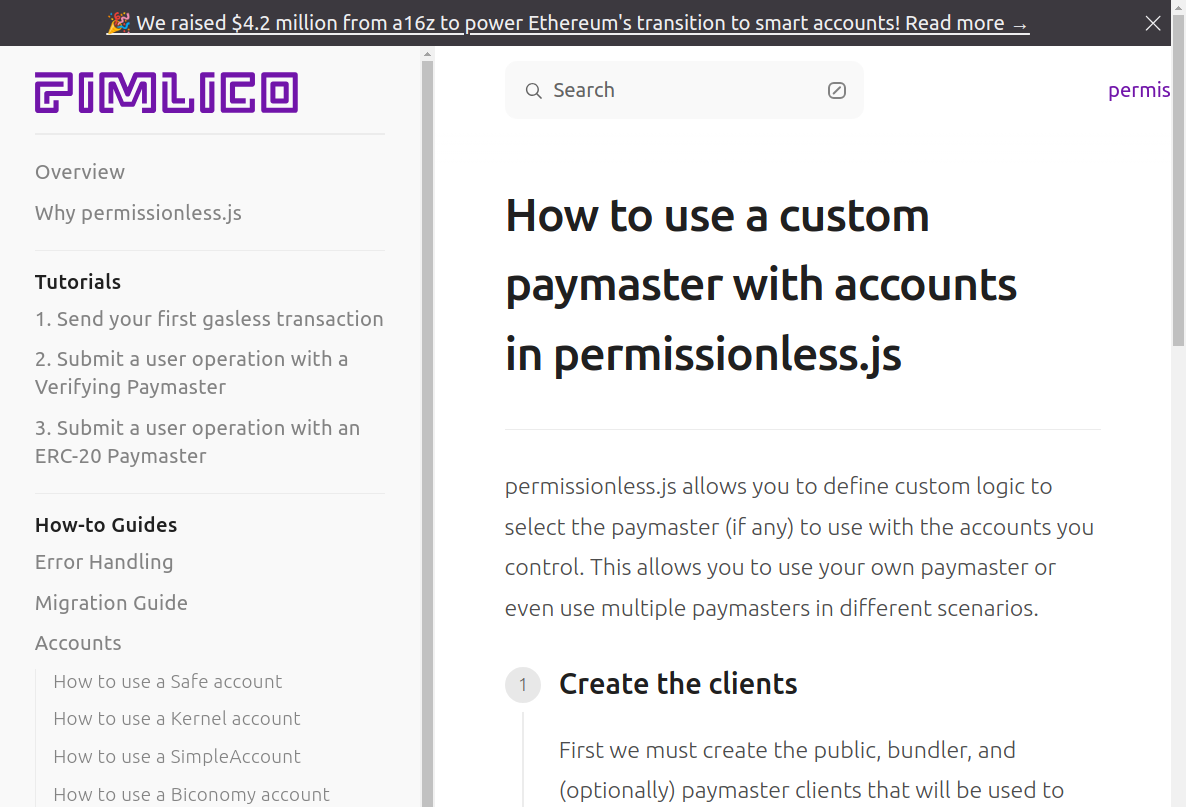 🎉 We raised $4.2 million from a16z to power Ethereum's transition to smart accounts! Read more →
PIMLICO
Overview
Why permissionless.js
Tutorials
1. Send your first gasless transaction
2. Submit a user operation with a
Verifying Paymaster
3. Submit a user operation with an
ERC-20 Paymaster
How-to Guides
Error Handling
Migration Guide
Accounts
How to use a Safe account
How to use a Kernel account
How to use a SimpleAccount
How to use a Biconomy account
Search
permis
How to use a custom
paymaster with accounts
in permissionless.js
permissionless.js allows you to define custom logic to
select the paymaster (if any) to use with the accounts you
control. This allows you to use your own paymaster or
even use multiple paymasters in different scenarios.
1 Create the clients
First we must create the public, bundler, and
(optionally) paymaster clients that will be used to